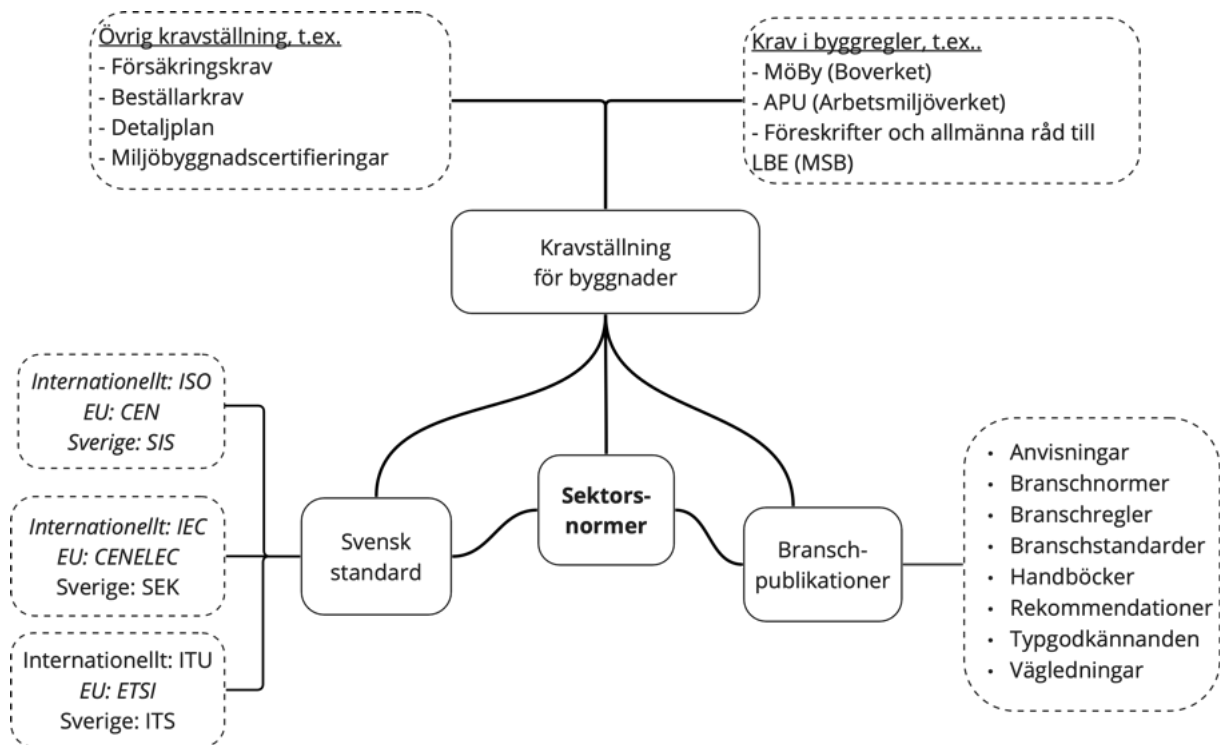 Övrig kravställning, t.ex.
- Försäkringskrav
- Beställarkrav
- Detaljplan
- Miljöbyggnadscertifieringar
Krav i byggregler, t.ex..
- MöBy (Boverket)
- APU (Arbetsmiljöverket)
- Föreskrifter och allmänna råd till
LBE (MSB)
Kravställning
för byggnader
Internationellt: ISO
EU: CEN
Sverige: SIS
Internationellt: IEC
EU: CENELEC
Sverige: SEK
Internationellt: ITU
EU: ETSI
Sverige: ITS
Svensk
standard
Sektors-
normer
Bransch-
publikationer
• Anvisningar
• Branschnormer
• Branschregler
• Branschstandarder
• Handböcker
• Rekommendationer
• Typgodkännanden
• Vägledningar